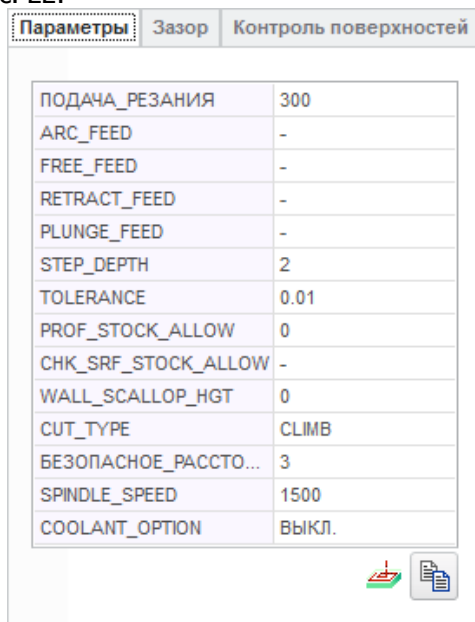 Параметры Зазор Контроль поверхностей
ПОДАЧА_РЕЗАНИЯ 300
ARC_FEED -
FREE_FEED -
RETRACT_FEED -
PLUNGE_FEED -
STEP_DEPTH 2
TOLERANCE 0.01
PROF_STOCK_ALLOW 0
CHK_SRF_STOCK_ALLOW -
WALL_SCALLOP_HGT 0
CUT_TYPE CLIMB
БЕЗОПАСНОЕ_РАССТО... 3
SPINDLE_SPEED 1500
COOLANT_OPTION ВЫКЛ.